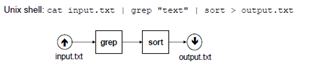 Unix shell: cat input.txt | grep "text" | sort > output.txt
grep sort
input.txt output.txt